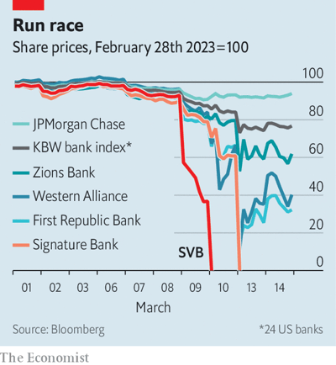 Run race
Share prices, February 28th 2023=100
100
JPMorgan Chase
KBW bank index*
80
Zions Bank
60
Western Alliance
First Republic Bank
40
Signature Bank
20
SVB
0
01 02 03 06 07 08 09 10 13 14
March
Source: Bloomberg *24 US banks
The Economist